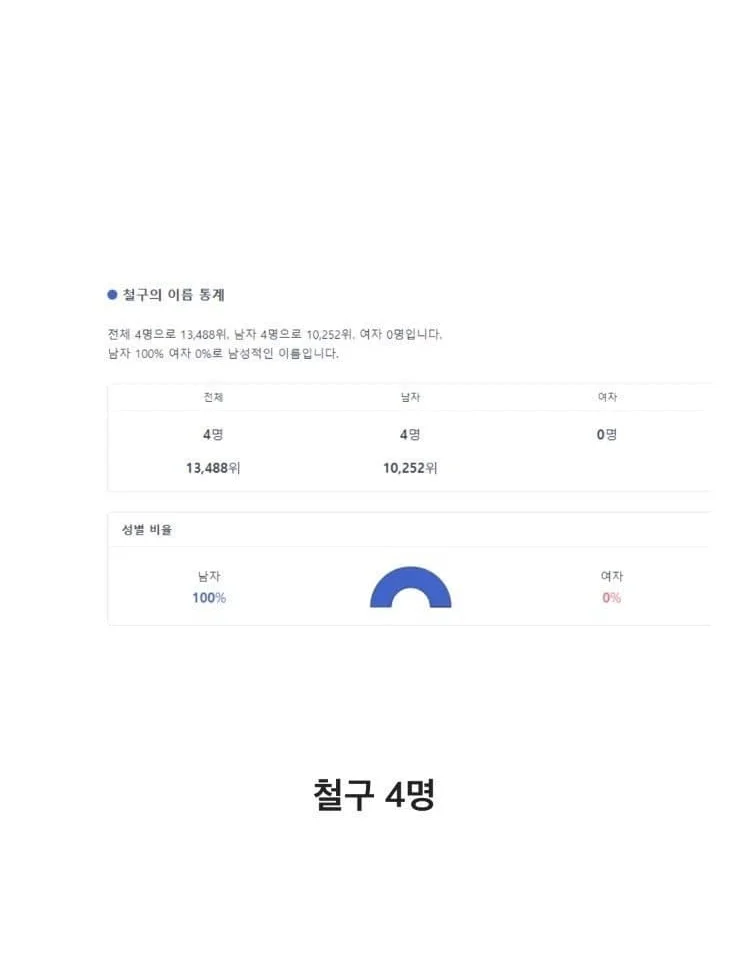 철구의 이름 통계
전체 4명으로 13,488위, 남자 4명으로 10,252위, 여자 0명입니다.
남자 100% 여자 0%로 남성적인 이름입니다.
전체 남자 여자
4명 4명 0명
13,488위 10,252위
성별 비율
남자 여자
100% 0%
철구 4명